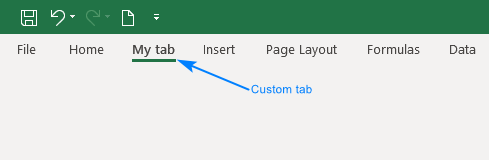 File Home My tab Insert Page Layout Formulas Data
Custom tab